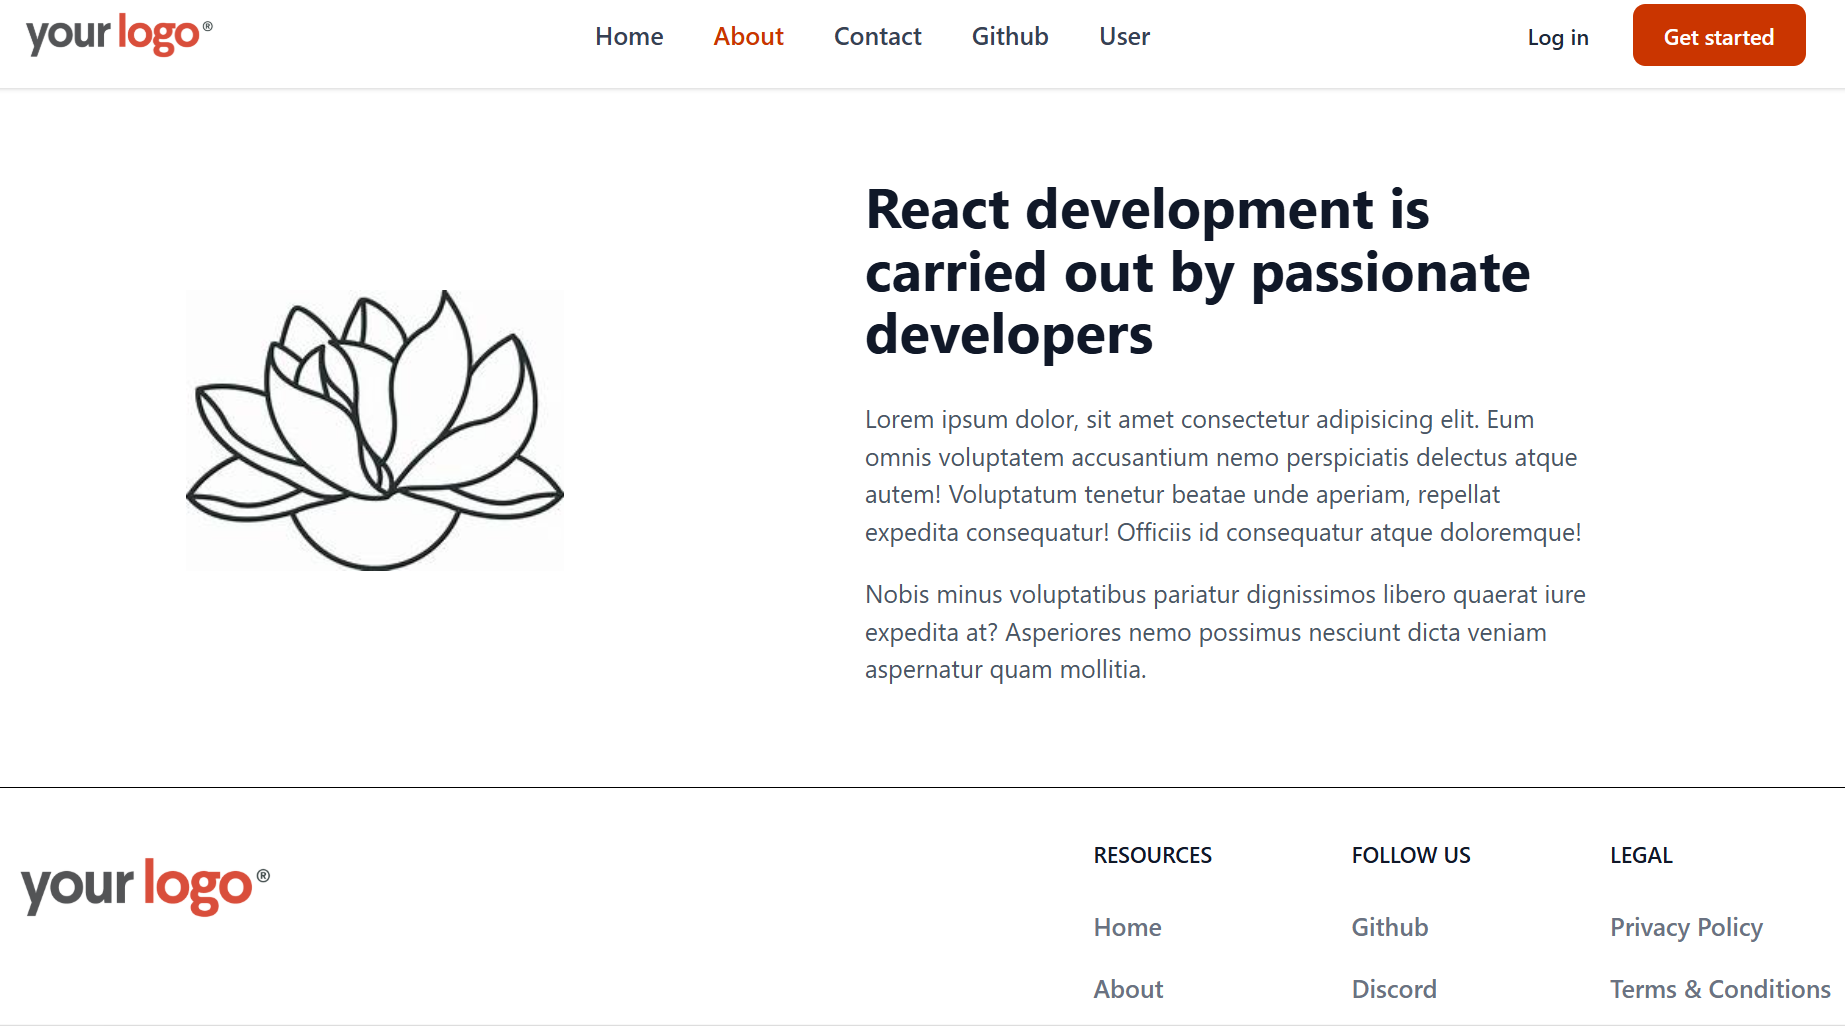 your logo®
Home About Contact Github User
Log in Get started
React development is
carried out by passionate
developers
Lorem ipsum dolor, sit amet consectetur adipisicing elit. Eum
omnis voluptatem accusantium nemo perspiciatis delectus atque
autem! Voluptatum tenetur beatae unde aperiam, repellat
expedita consequatur! Officiis id consequatur atque doloremque!
Nobis minus voluptatibus pariatur dignissimos libero quaerat iure
expedita at? Asperiores nemo possimus nesciunt dicta veniam
aspernatur quam mollitia.
your logo®
RESOURCES
Home
About
FOLLOW US
Github
Discord
LEGAL
Privacy Policy
Terms & Conditions